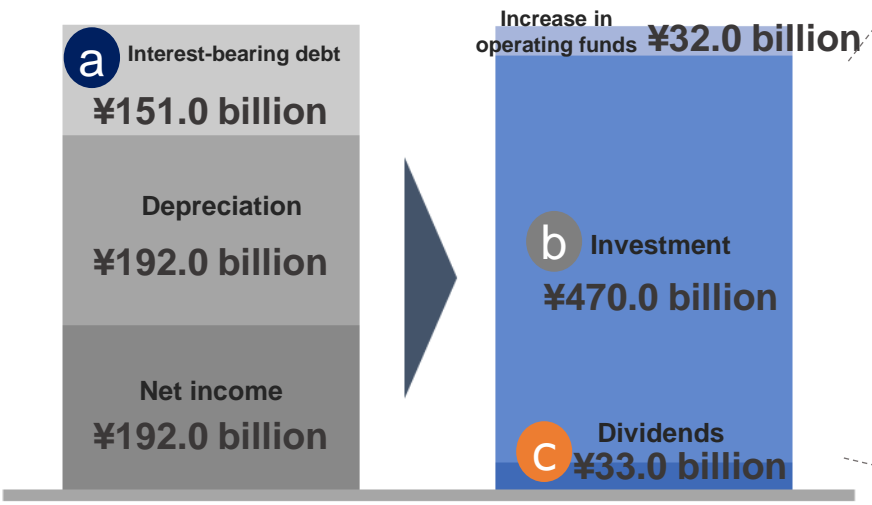 a
Interest-bearing debt
¥151.0 billion
Depreciation
¥192.0 billion
Net income
¥192.0 billion
Increase in
operating funds ¥32.0 billion
b Investment
¥470.0 billion
c
Dividends
¥33.0 billion